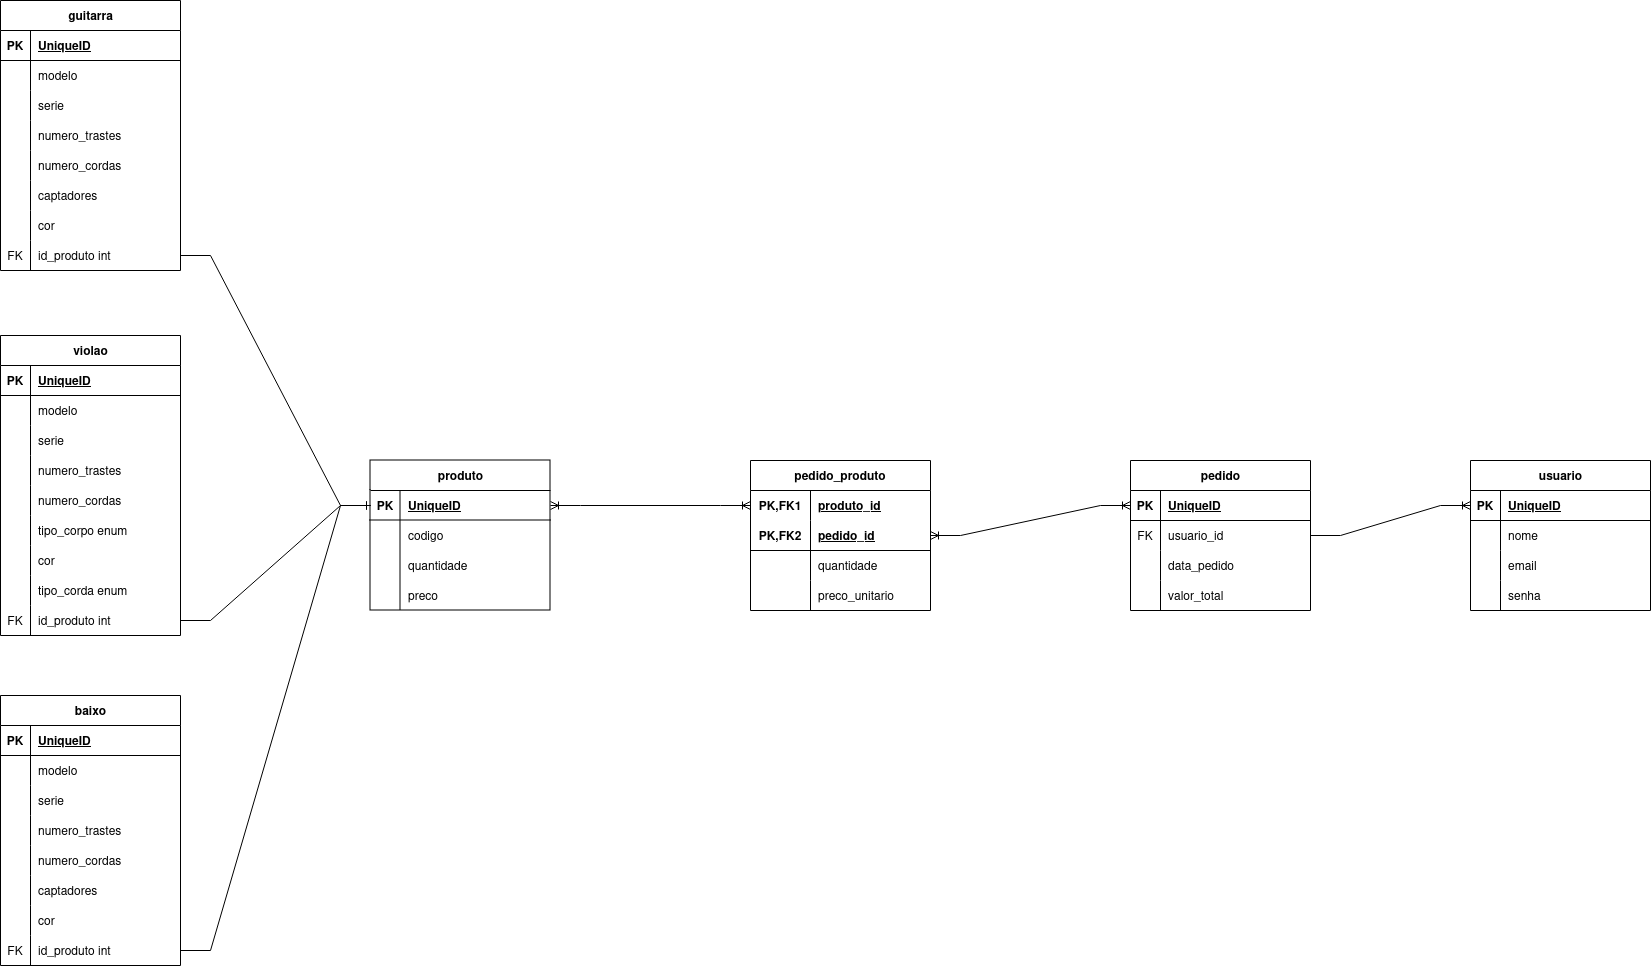 guitarra
PK UniqueID
modelo
serie
numero_trastes
numero_cordas
captadores
cor
FK id_produto int
violao
PK UniqueID
modelo
serie
numero_trastes
numero_cordas
tipo_corpo enum
cor
tipo_corda enum
FK id_produto int
baixo
PK UniqueID
modelo
serie
numero_trastes
numero_cordas
captadores
cor
FK id_produto int
produto
PK UniqueID
codigo
quantidade
preco
pedido_produto
PK,FK1 produto_id
PK,FK2 pedido_id
quantidade
preco_unitario
pedido
PK UniqueID
FK usuario_id
data_pedido
valor_total
usuario
PK UniqueID
nome
email
senha